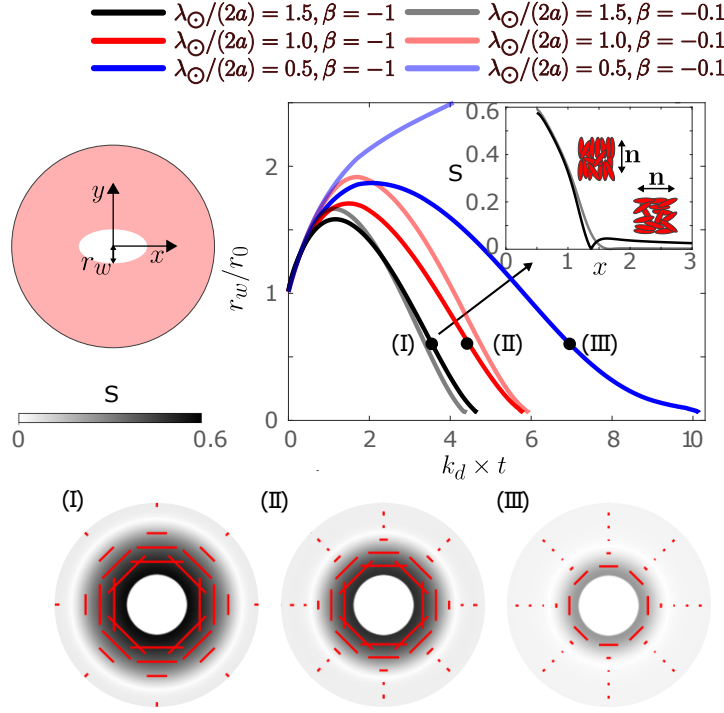 λ⊙/(2a) = 1.5, β = −1 λ⊙/(2a) = 1.5, β = −0.1
λ⊙/(2a) = 1.0, β = −1 λ⊙/(2a) = 1.0, β = −0.1
λ⊙/(2a) = 0.5, β = −1 λ⊙/(2a) = 0.5, β = −0.1
y
x
r_w
S
0 0.6
r_w/r_0
2
1
0
0 2 4 6 8 10
k_d × t
(I) (II) (III)
S
0.6
0.4
0.2
0
0 1 2 3
x
n
n
(I) (II) (III)